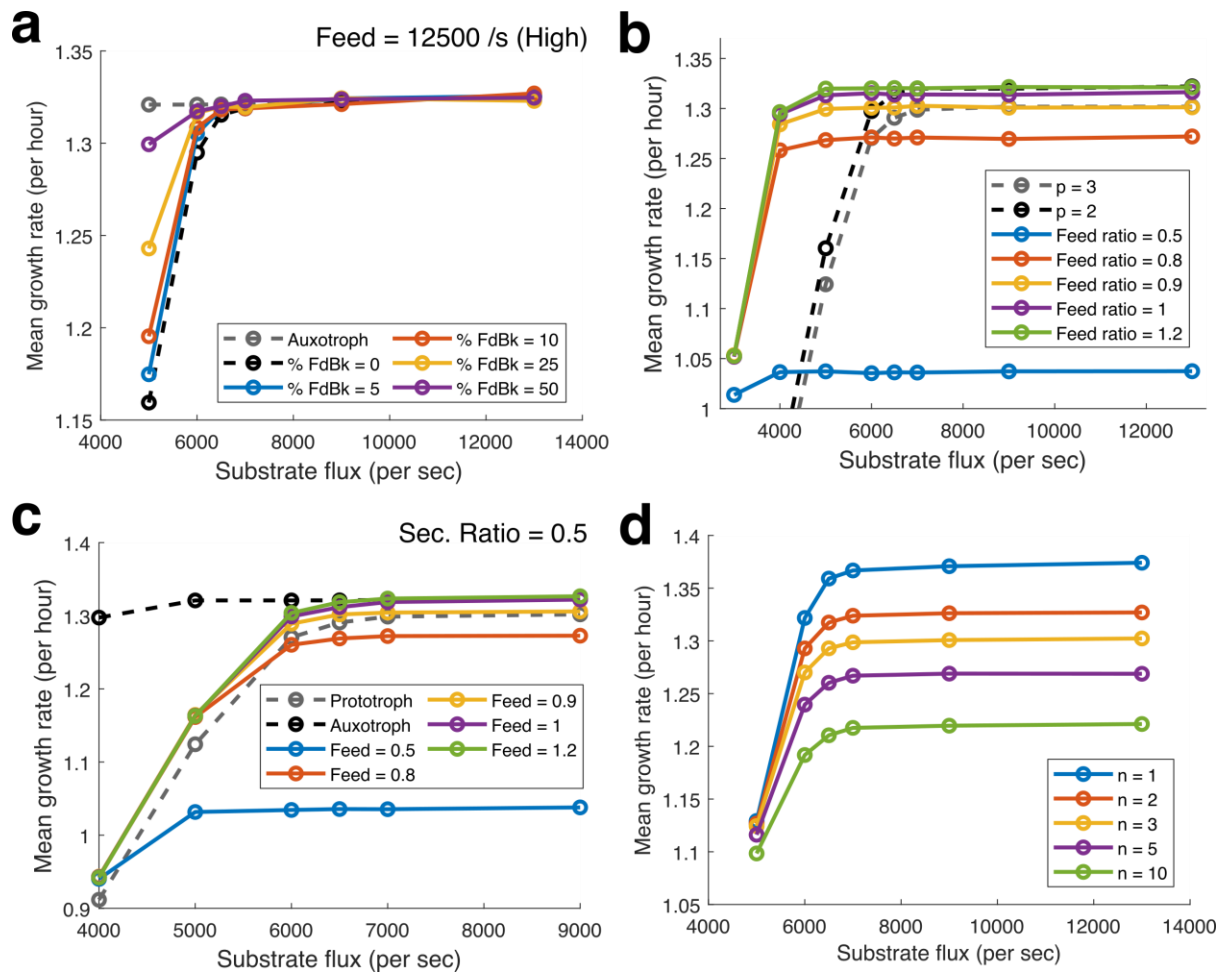 a
Feed = 12500 /s (High)
1.35
1.3
1.25
1.2
1.15
Mean growth rate (per hour)
Auxotroph
% FdBk = 0
% FdBk = 5
% FdBk = 10
% FdBk = 25
% FdBk = 50
4000 6000 8000 10000 12000 14000
Substrate flux (per sec)
b
1.35
1.3
1.25
1.2
1.15
1.1
1.05
1
Mean growth rate (per hour)
p = 3
p = 2
Feed ratio = 0.5
Feed ratio = 0.8
Feed ratio = 0.9
Feed ratio = 1
Feed ratio = 1.2
4000 6000 8000 10000 12000
Substrate flux (per sec)
c
Sec. Ratio = 0.5
1.4
1.3
1.2
1.1
1
0.9
Mean growth rate (per hour)
Prototroph
Auxotroph
Feed = 0.5
Feed = 0.8
Feed = 0.9
Feed = 1
Feed = 1.2
4000 5000 6000 7000 8000 9000
Substrate flux (per sec)
d
1.4
1.35
1.3
1.25
1.2
1.15
1.1
1.05
Mean growth rate (per hour)
n = 1
n = 2
n = 3
n = 5
n = 10
4000 6000 8000 10000 12000 14000
Substrate flux (per sec)